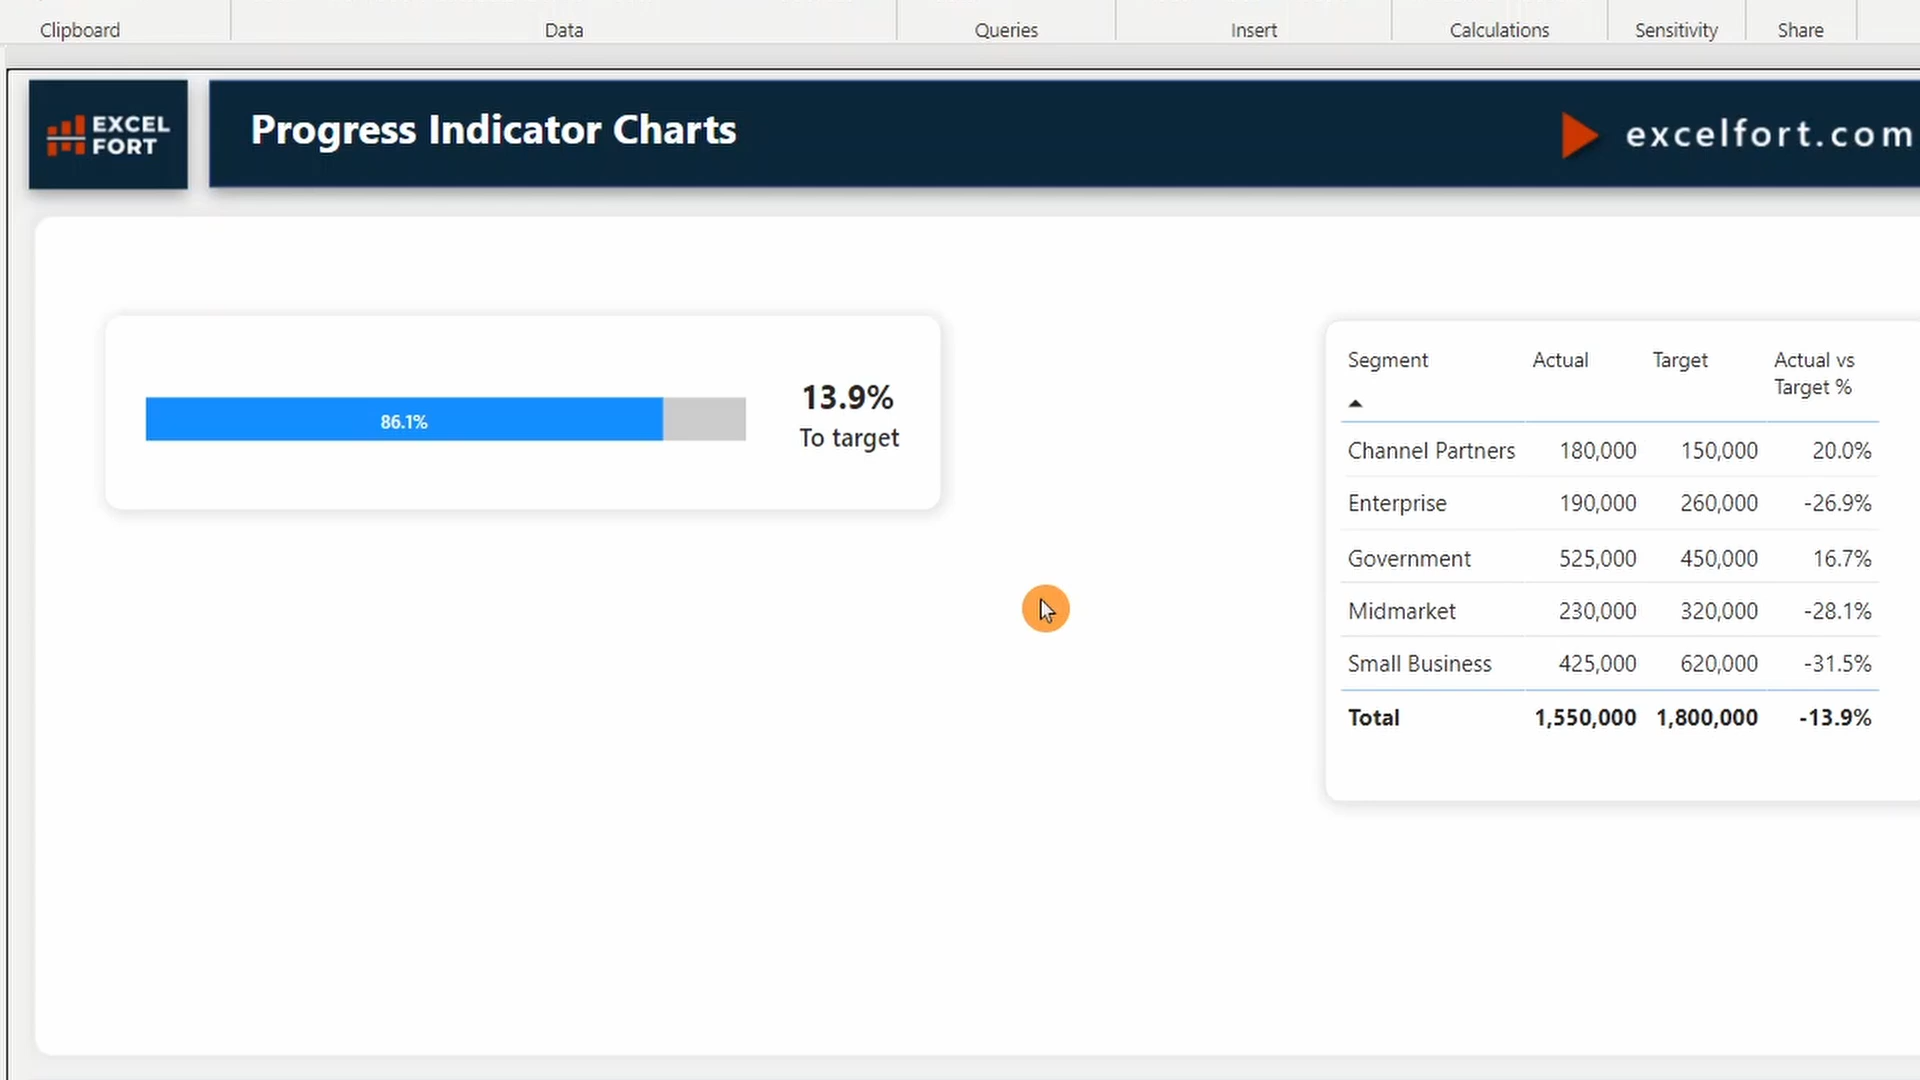 Clipboard Data Queries Insert Calculations Sensitivity Share
EXCEL
FORT
Progress Indicator Charts
excelfort.com
86.1%
13.9%
To target
Segment Actual Target Actual vs
Target %
Channel Partners 180,000 150,000 20.0%
Enterprise 190,000 260,000 -26.9%
Government 525,000 450,000 16.7%
Midmarket 230,000 320,000 -28.1%
Small Business 425,000 620,000 -31.5%
Total 1,550,000 1,800,000 -13.9%